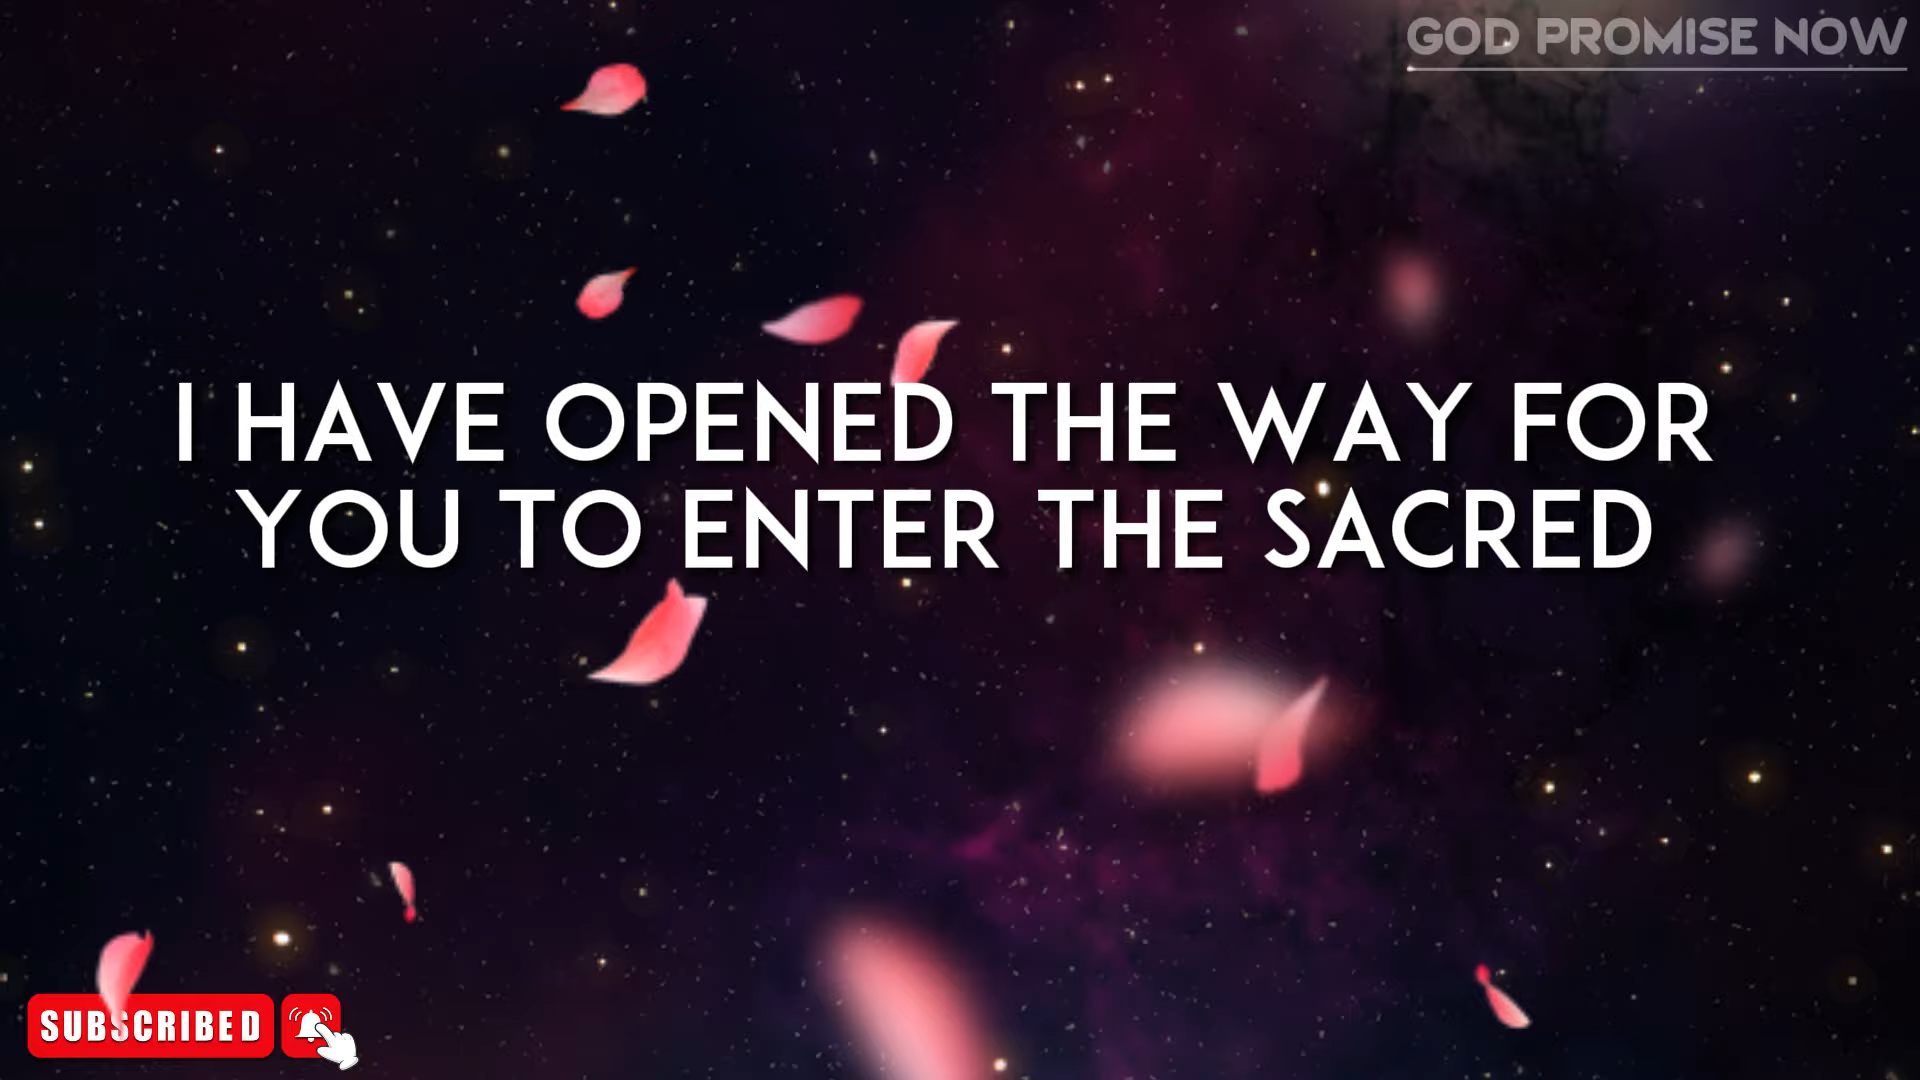 GOD PROMISE NOW
I HAVE OPENED THE WAY FOR
YOU TO ENTER THE SACRED
SUBSCRIBED